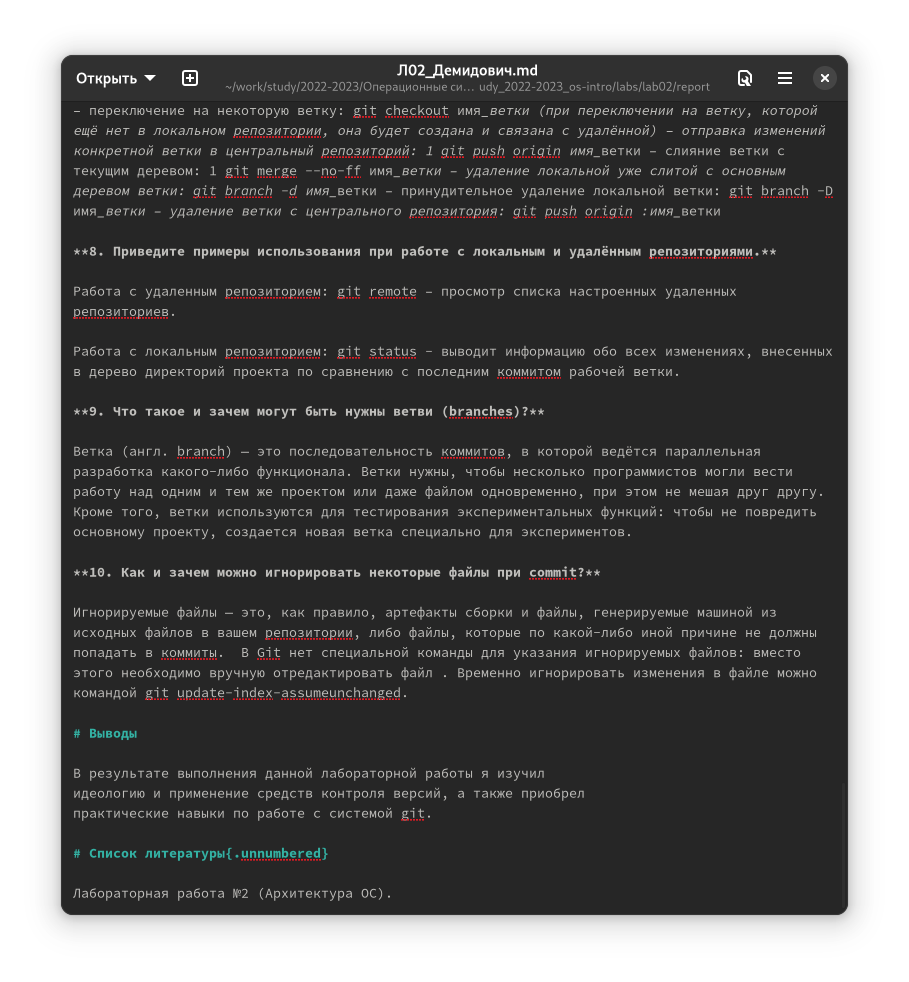 Открыть
Л02_Демидович.md
~/work/study/2022-2023/Операционные си… udy_2022-2023_os-intro/labs/lab02/report
– переключение на некоторую ветку: git checkout имя_ветки (при переключении на ветку, которой
ещё нет в локальном репозитории, она будет создана и связана с удалённой) – отправка изменений
конкретной ветки в центральный репозиторий: 1 git push origin имя_ветки – слияние ветки с
текущим деревом: 1 git merge --no-ff имя_ветки – удаление локальной уже слитой с основным
деревом ветки: git branch -d имя_ветки – принудительное удаление локальной ветки: git branch -D
имя_ветки – удаление ветки с центрального репозитория: git push origin :имя_ветки
**8. Приведите примеры использования при работе с локальным и удалённым репозиториями.**
Работа с удаленным репозиторием: git remote – просмотр списка настроенных удаленных
репозиториев.
Работа с локальным репозиторием: git status - выводит информацию обо всех изменениях, внесенных
в дерево директорий проекта по сравнению с последним коммитом рабочей ветки.
**9. Что такое и зачем могут быть нужны ветви (branches)?**
Ветка (англ. branch) — это последовательность коммитов, в которой ведётся параллельная
разработка какого-либо функционала. Ветки нужны, чтобы несколько программистов могли вести
работу над одним и тем же проектом или даже файлом одновременно, при этом не мешая друг другу.
Кроме того, ветки используются для тестирования экспериментальных функций: чтобы не повредить
основному проекту, создается новая ветка специально для экспериментов.
**10. Как и зачем можно игнорировать некоторые файлы при commit?**
Игнорируемые файлы — это, как правило, артефакты сборки и файлы, генерируемые машиной из
исходных файлов в вашем репозитории, либо файлы, которые по какой-либо иной причине не должны
попадать в коммиты.  В Git нет специальной команды для указания игнорируемых файлов: вместо
этого необходимо вручную отредактировать файл . Временно игнорировать изменения в файле можно
командой git update-index-assumeunchanged.
# Выводы
В результате выполнения данной лабораторной работы я изучил
идеологию и применение средств контроля версий, а также приобрел
практические навыки по работе с системой git.
# Список литературы{.unnumbered}
Лабораторная работа №2 (Архитектура ОС).